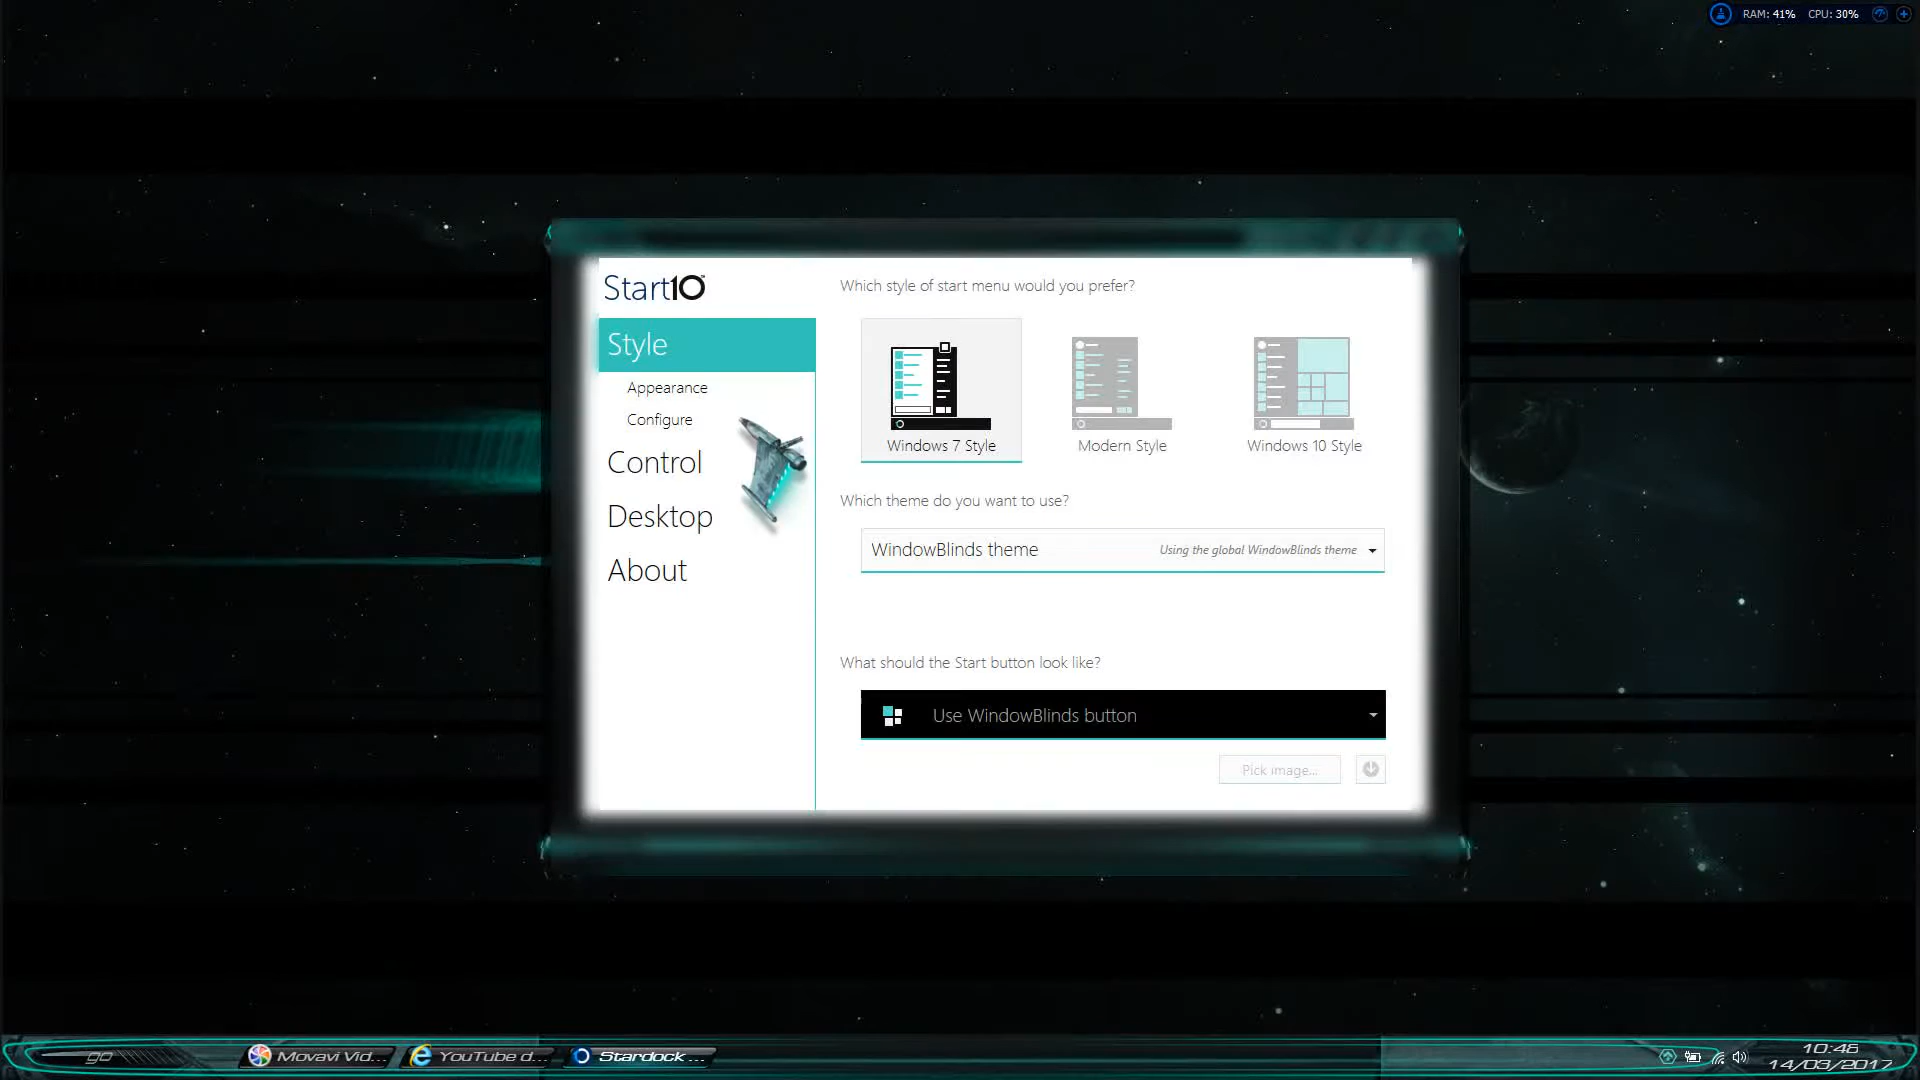 RAM: 41% CPU: 30%
Start10
Which style of start menu would you prefer?
Style
Appearance
Configure
Control
Desktop
About
Windows 7 Style
Modern Style
Windows 10 Style
Which theme do you want to use?
WindowBlinds theme
Using the global WindowBlinds theme
What should the Start button look like?
Use WindowBlinds button
Pick image...
go
Movavi Vid...
YouTube d...
Stardock ...
10:48
14/03/2017